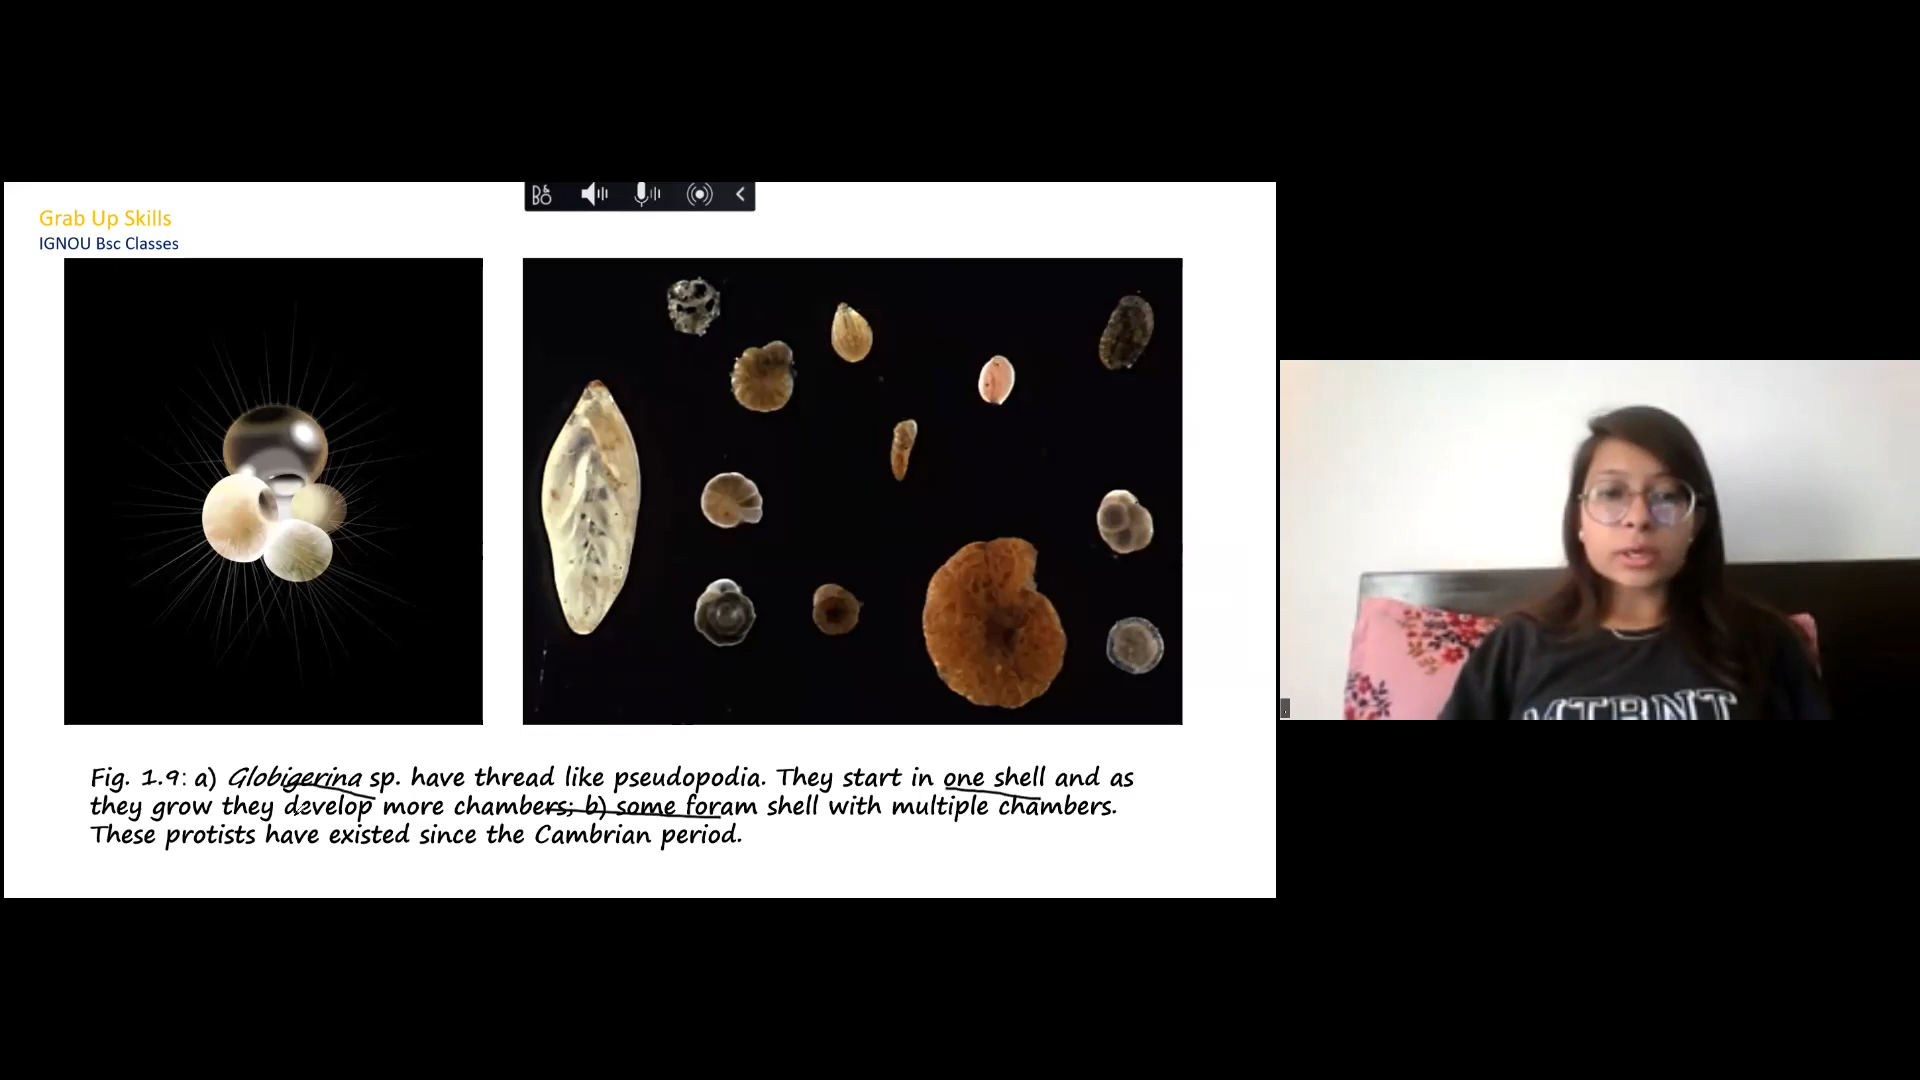 Grab Up Skills
IGNOU Bsc Classes
Fig. 1.9: a) Globigerina sp. have thread like pseudopodia. They start in one shell and as
they grow they develop more chambers; b) some foram shell with multiple chambers.
These protists have existed since the Cambrian period.
B&
BO